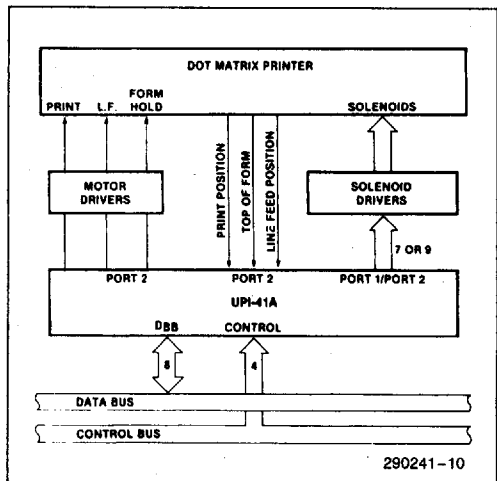 DOT MATRIX PRINTER
FORM
PRINT L.F. HOLD SOLENOIDS
PRINT POSITION
TOP OF FORM
LINE FEED POSITION
MOTOR
DRIVERS
SOLENOID
DRIVERS
7 OR 9
PORT 2 PORT 2 PORT 1/PORT 2
UPI-41A
DBB CONTROL
8
4
DATA BUS
CONTROL BUS
290241-10